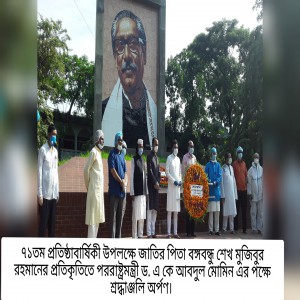 ৭১তম প্রতিষ্ঠাবার্ষিকী উপলক্ষে জাতির পিতা বঙ্গবন্ধু শেখ মুজিবুর
রহমানের প্রতিকৃতিতে পররাষ্ট্রমন্ত্রী ড. এ কে আবদুল মোমিন এর পক্ষে
শ্রদ্ধাঞ্জলি অর্পণ।